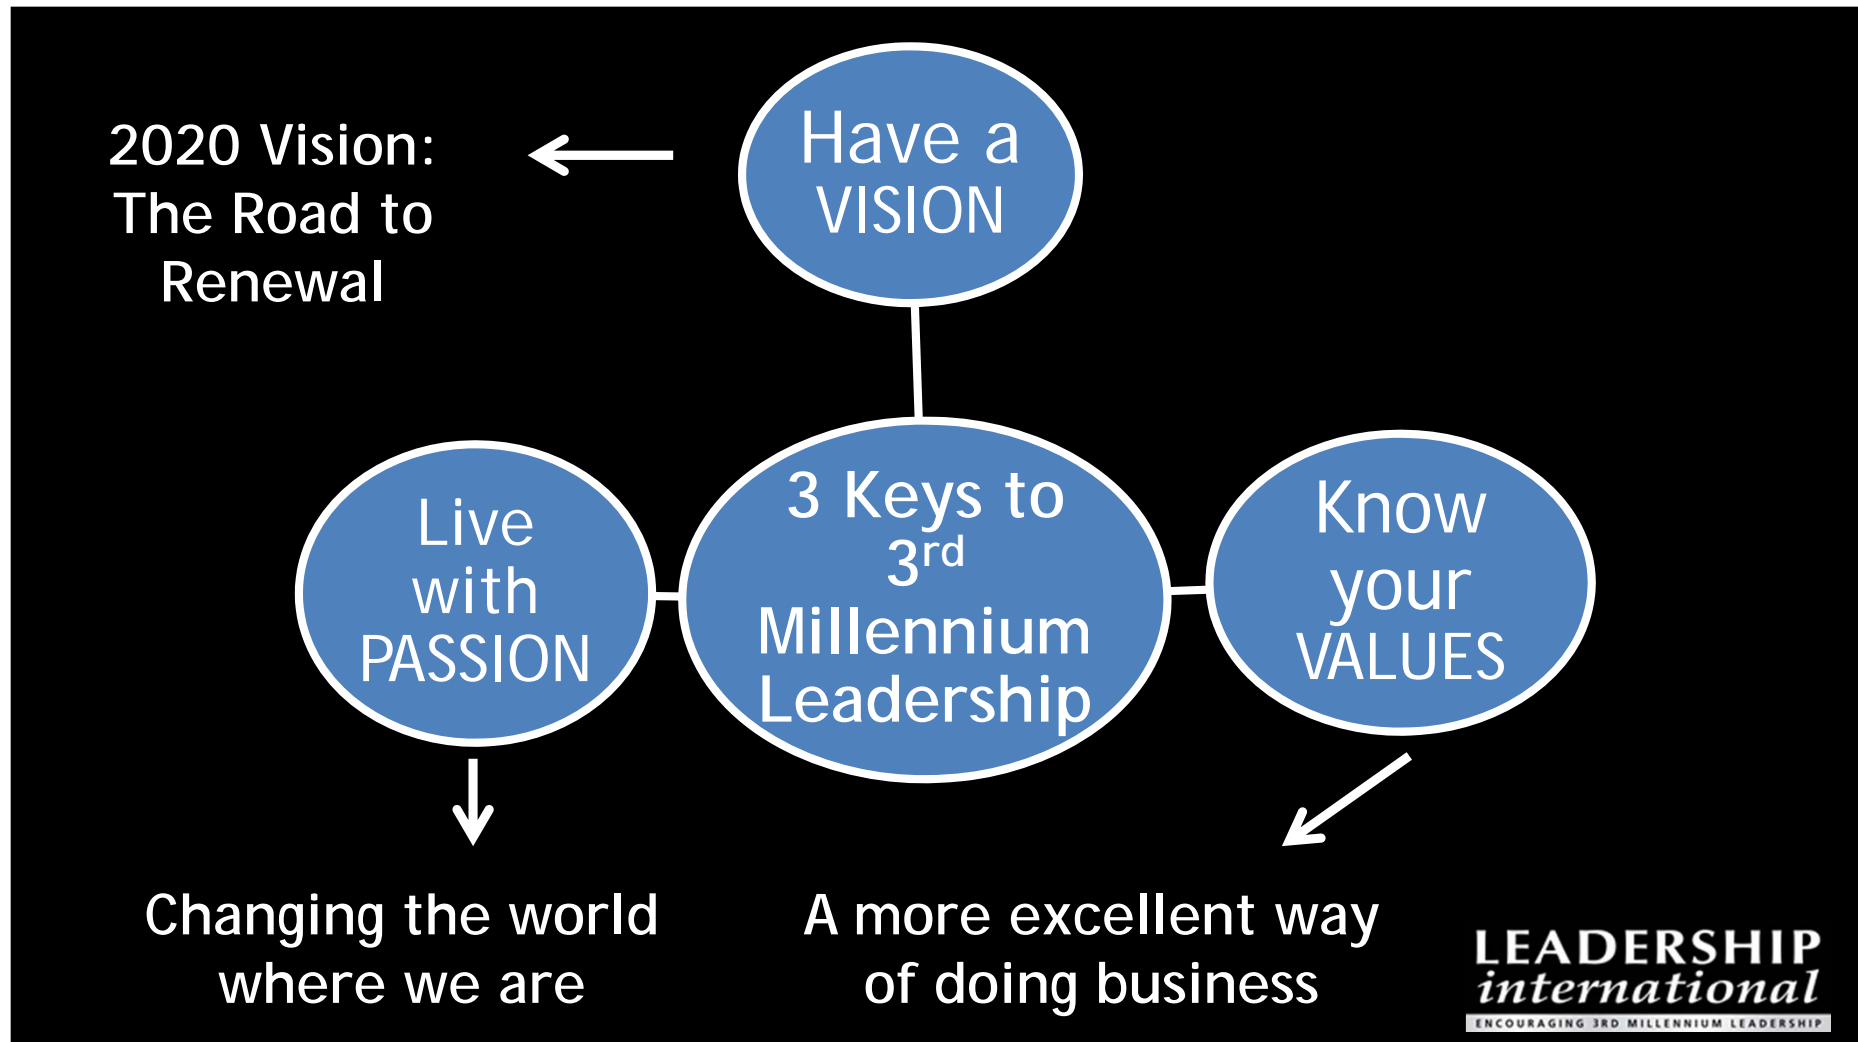 Have a
VISION
2020 Vision:
The Road to
Renewal
3 Keys to
3rd
Millennium
Leadership
Live
with
PASSION
Know
your
VALUES
Changing the world
where we are
A more excellent way
of doing business
LEADERSHIP
international
ENCOURAGING 3RD MILLENNIUM LEADERSHIP